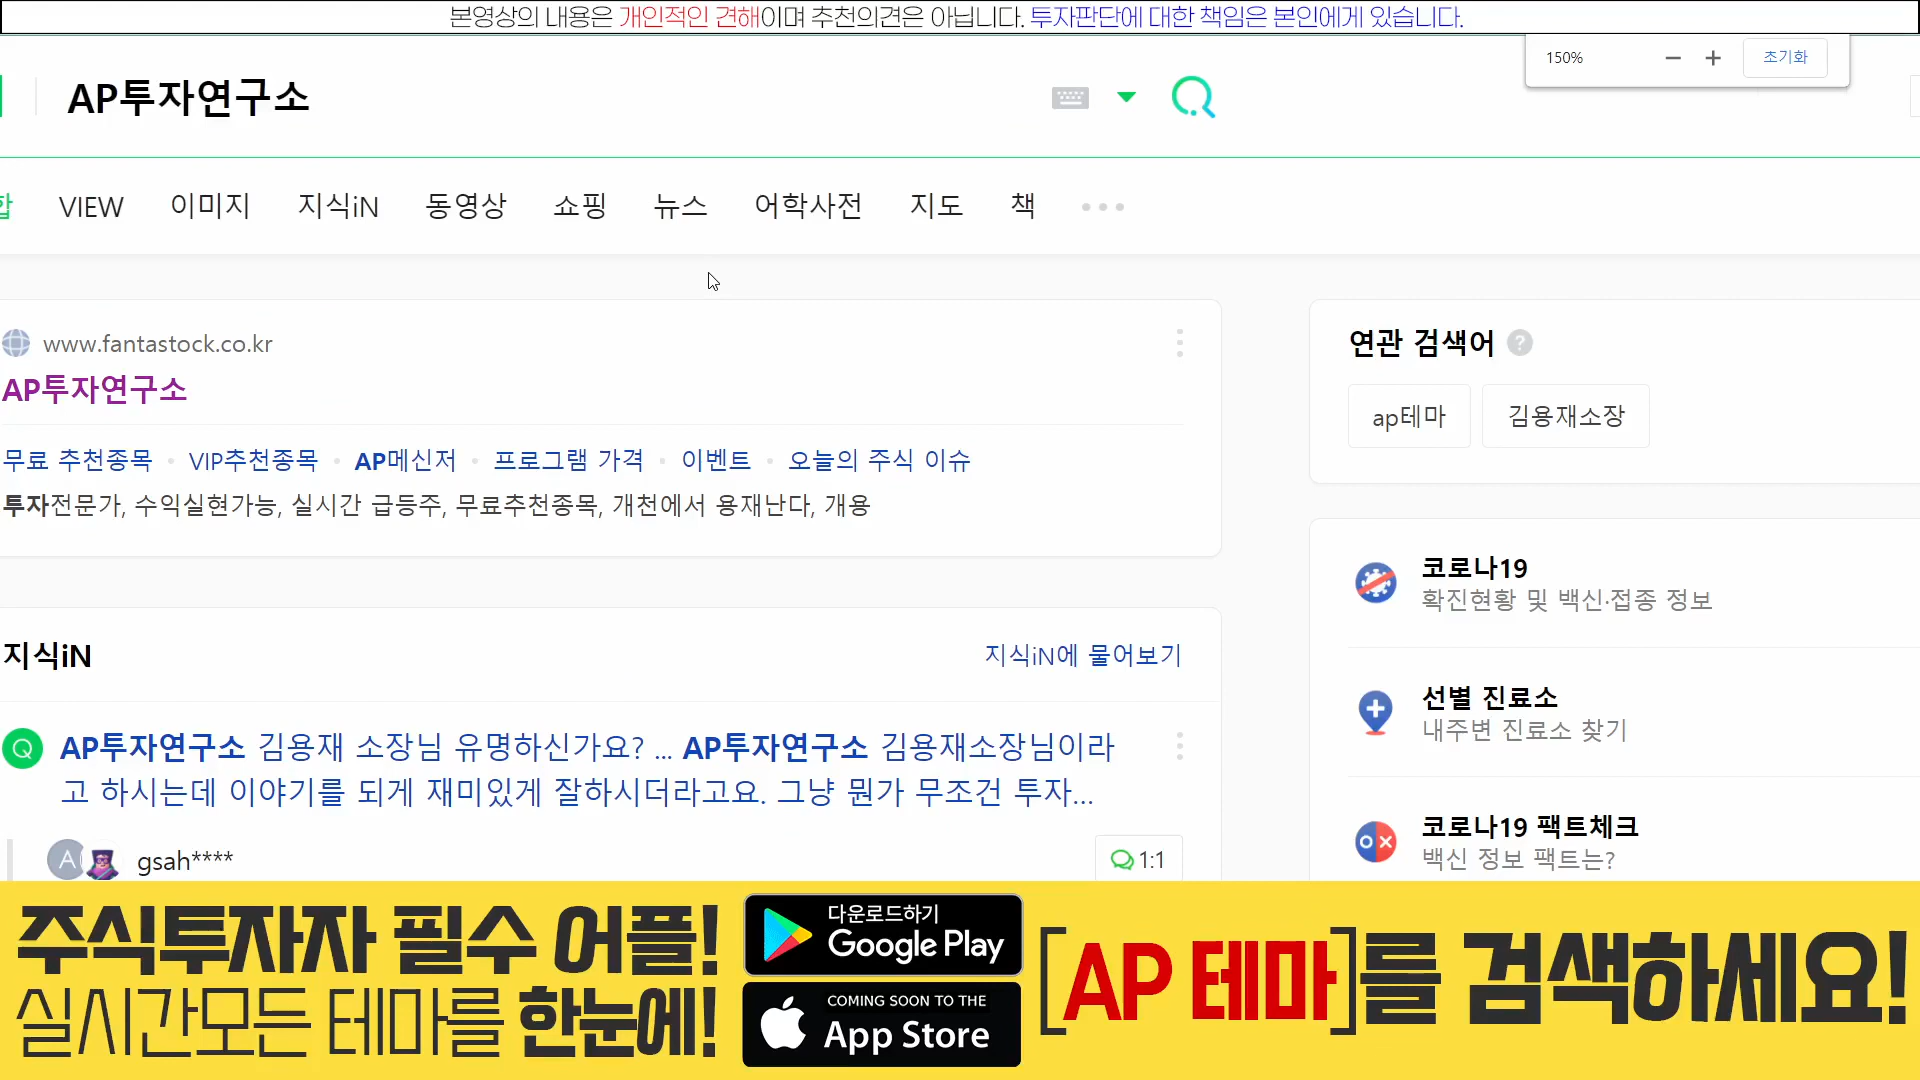 본영상의 내용은 개인적인 견해이며 추천의견은 아닙니다. 투자판단에 대한 책임은 본인에게 있습니다.
150%
초기화
AP투자연구소
합 VIEW 이미지 지식iN 동영상 쇼핑 뉴스 어학사전 지도 책
www.fantastock.co.kr
AP투자연구소
무료 추천종목 · VIP추천종목 · AP메신저 · 프로그램 가격 · 이벤트 · 오늘의 주식 이슈
투자전문가, 수익실현가능, 실시간 급등주, 무료추천종목, 개천에서 용재난다, 개용
연관 검색어 ?
ap테마
김용재소장
코로나19
확진현황 및 백신·접종 정보
선별 진료소
내주변 진료소 찾기
코로나19 팩트체크
백신 정보 팩트는?
지식iN
지식iN에 물어보기
AP투자연구소 김용재 소장님 유명하신가요? ... AP투자연구소 김용재소장님이라
고 하시는데 이야기를 되게 재미있게 잘하시더라고요. 그냥 뭔가 무조건 투자...
A gsah****
1:1
주식투자자 필수 어플!
실시간모든 테마를 한눈에!
다운로드하기
Google Play
COMING SOON TO THE
App Store
[AP 테마]를 검색하세요!